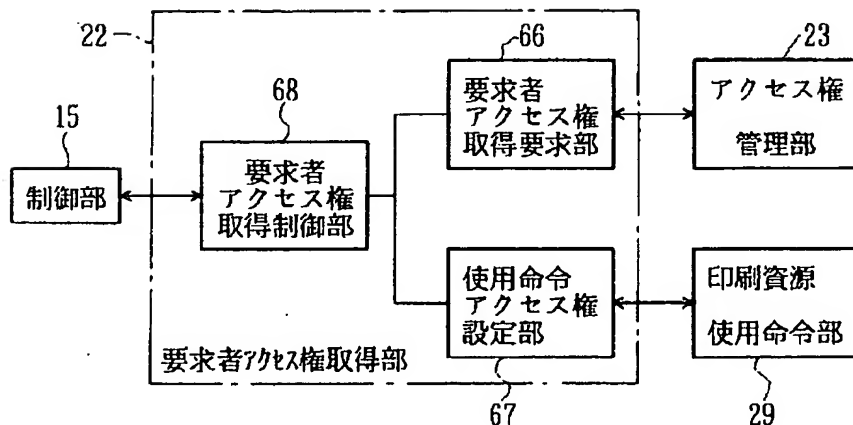 22
66
23
要求者
アクセス権
取得要求部
アクセス権
管理部
68
15
要求者
アクセス権
取得制御部
制御部
使用命令
アクセス権
設定部
印刷資源
使用命令部
要求者アクセス権取得部
67
29